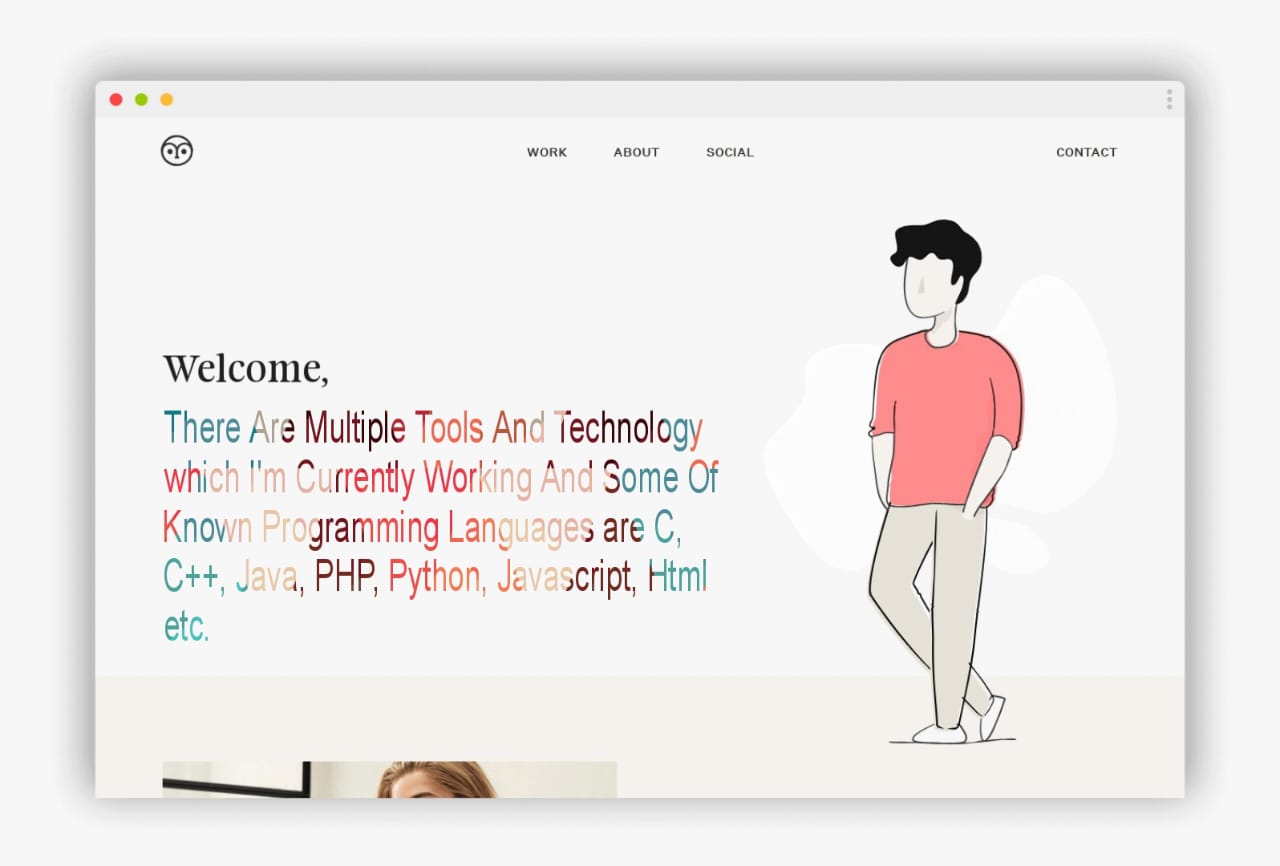 WORK ABOUT SOCIAL CONTACT
Welcome,
There Are Multiple Tools And Technology
which I'm Currently Working And Some Of
Known Programming Languages are C,
C++, Java, PHP, Python, Javascript, Html
etc.